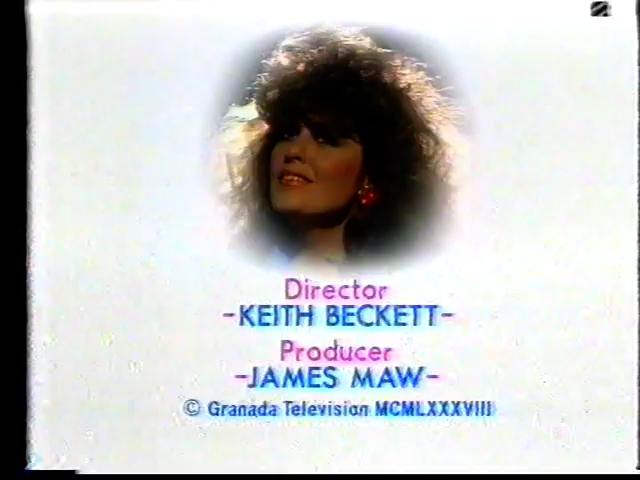 Director
-KEITH BECKETT-
Producer
-JAMES MAW-
© Granada Television MCMLXXXVIII